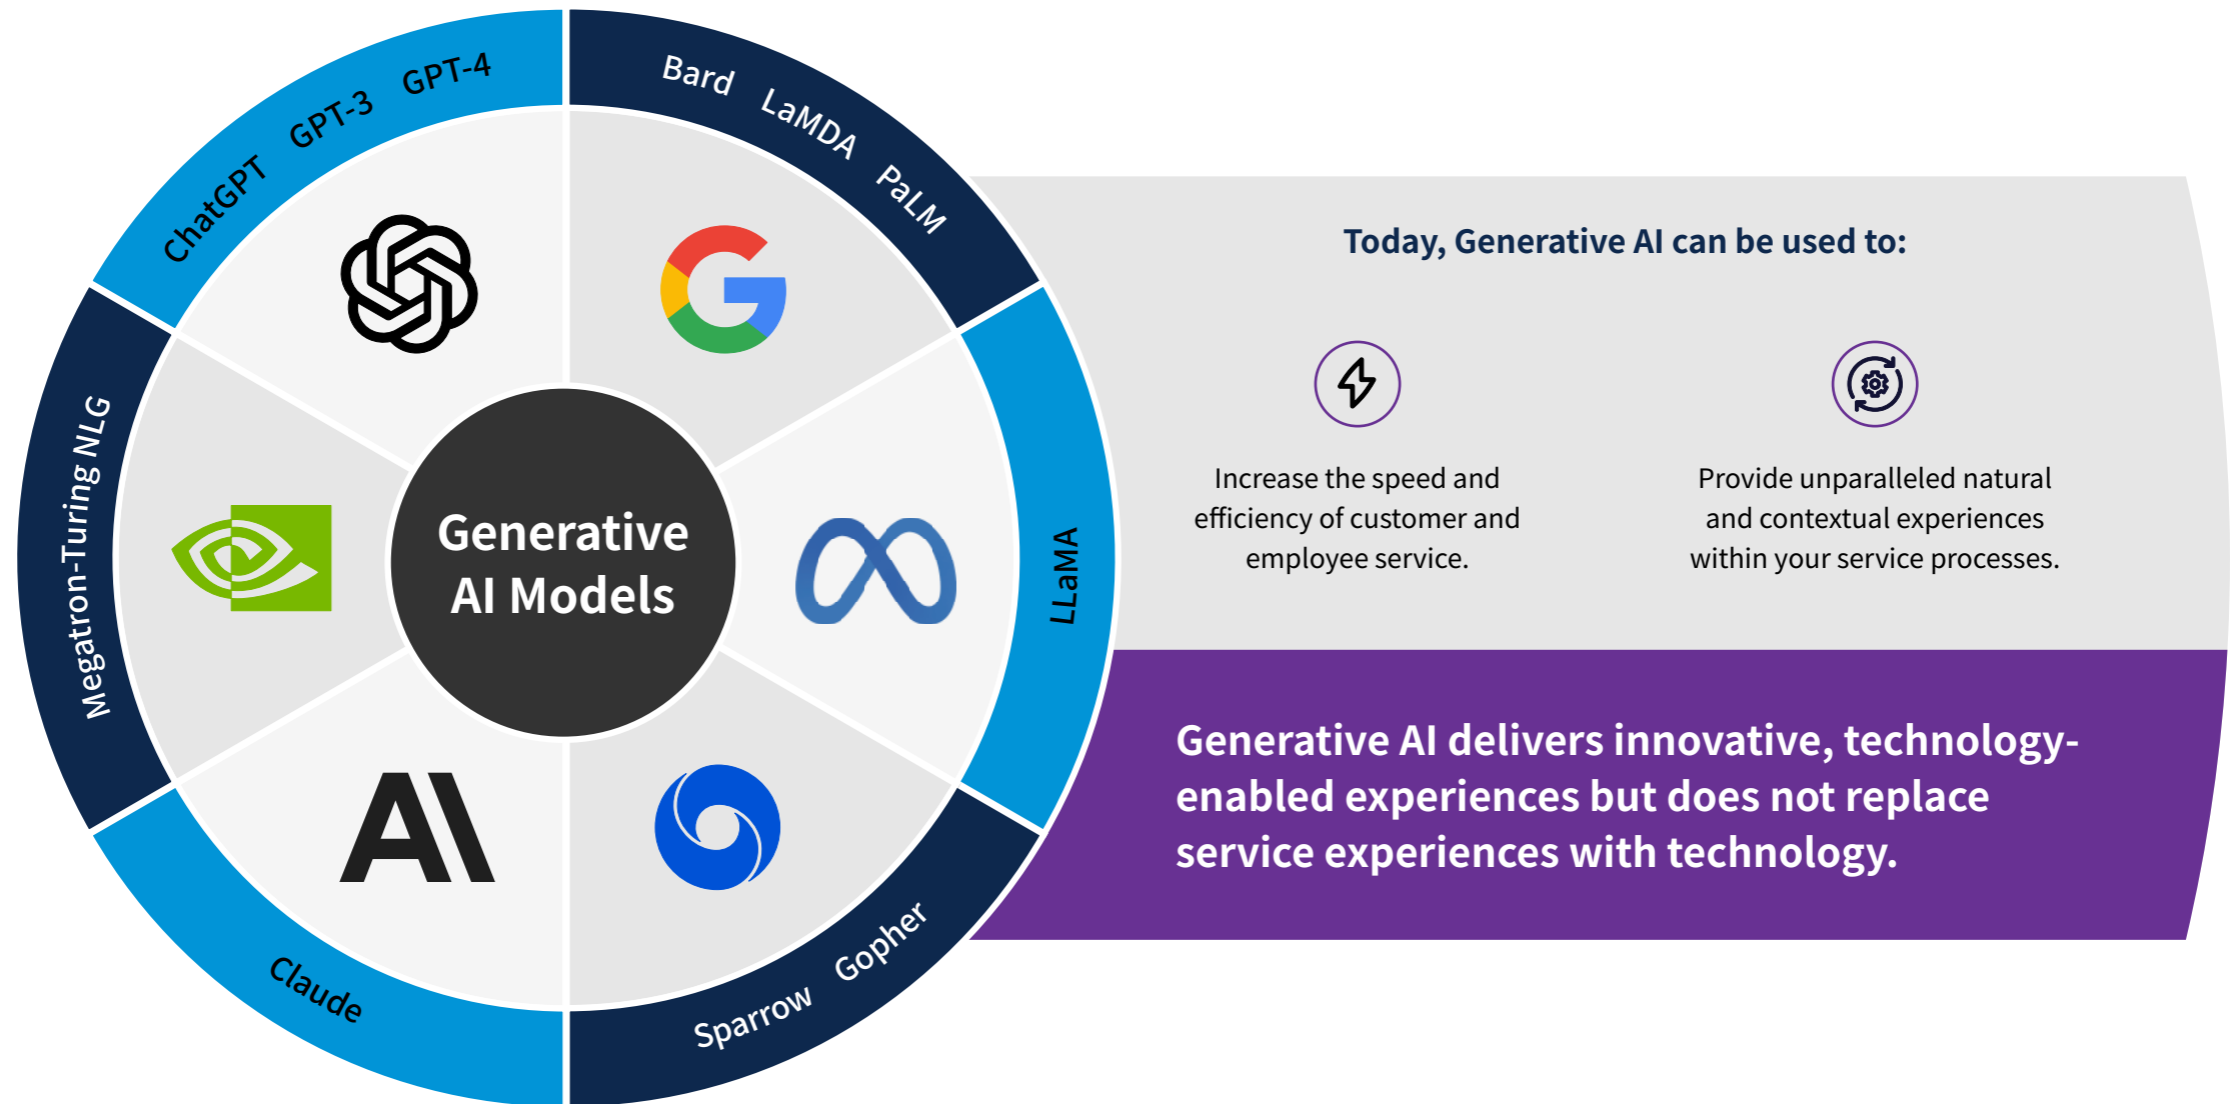 ChatGPT GPT-3 GPT-4
Bard LaMDA PaLM
LLaMA
Sparrow Gopher
Claude
Megatron-Turing NLG
Generative
AI Models
Today, Generative AI can be used to:
Increase the speed and
efficiency of customer and
employee service.
Provide unparalleled natural
and contextual experiences
within your service processes.
Generative AI delivers innovative, technology-
enabled experiences but does not replace
service experiences with technology.